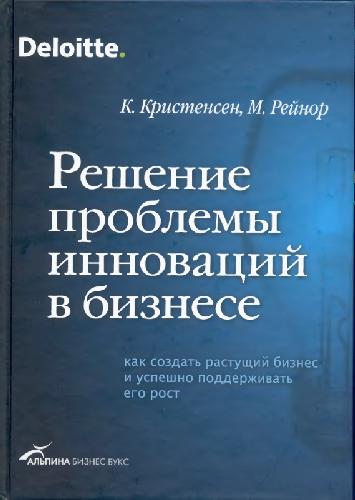 Deloitte.
К. Кристенсен, М. Рейнор
Решение
проблемы
инноваций
в бизнесе
как создать растущий бизнес
и успешно поддерживать
его рост
АЛЬПИНА БИЗНЕС БУКС